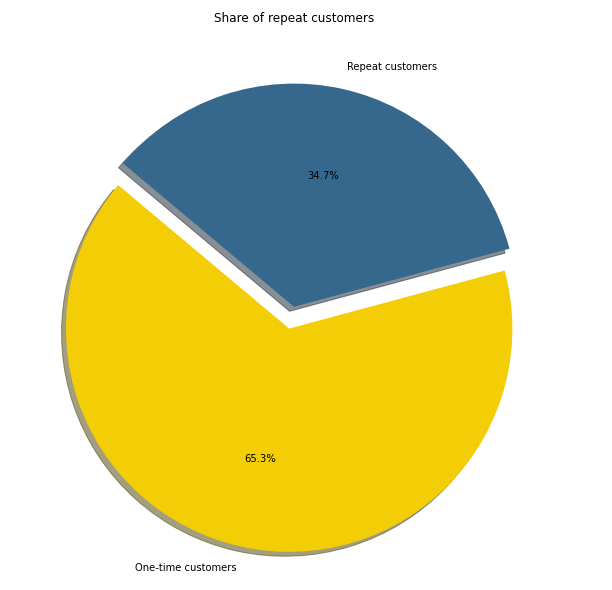 Share of repeat customers
Repeat customers
34.7%
65.3%
One-time customers